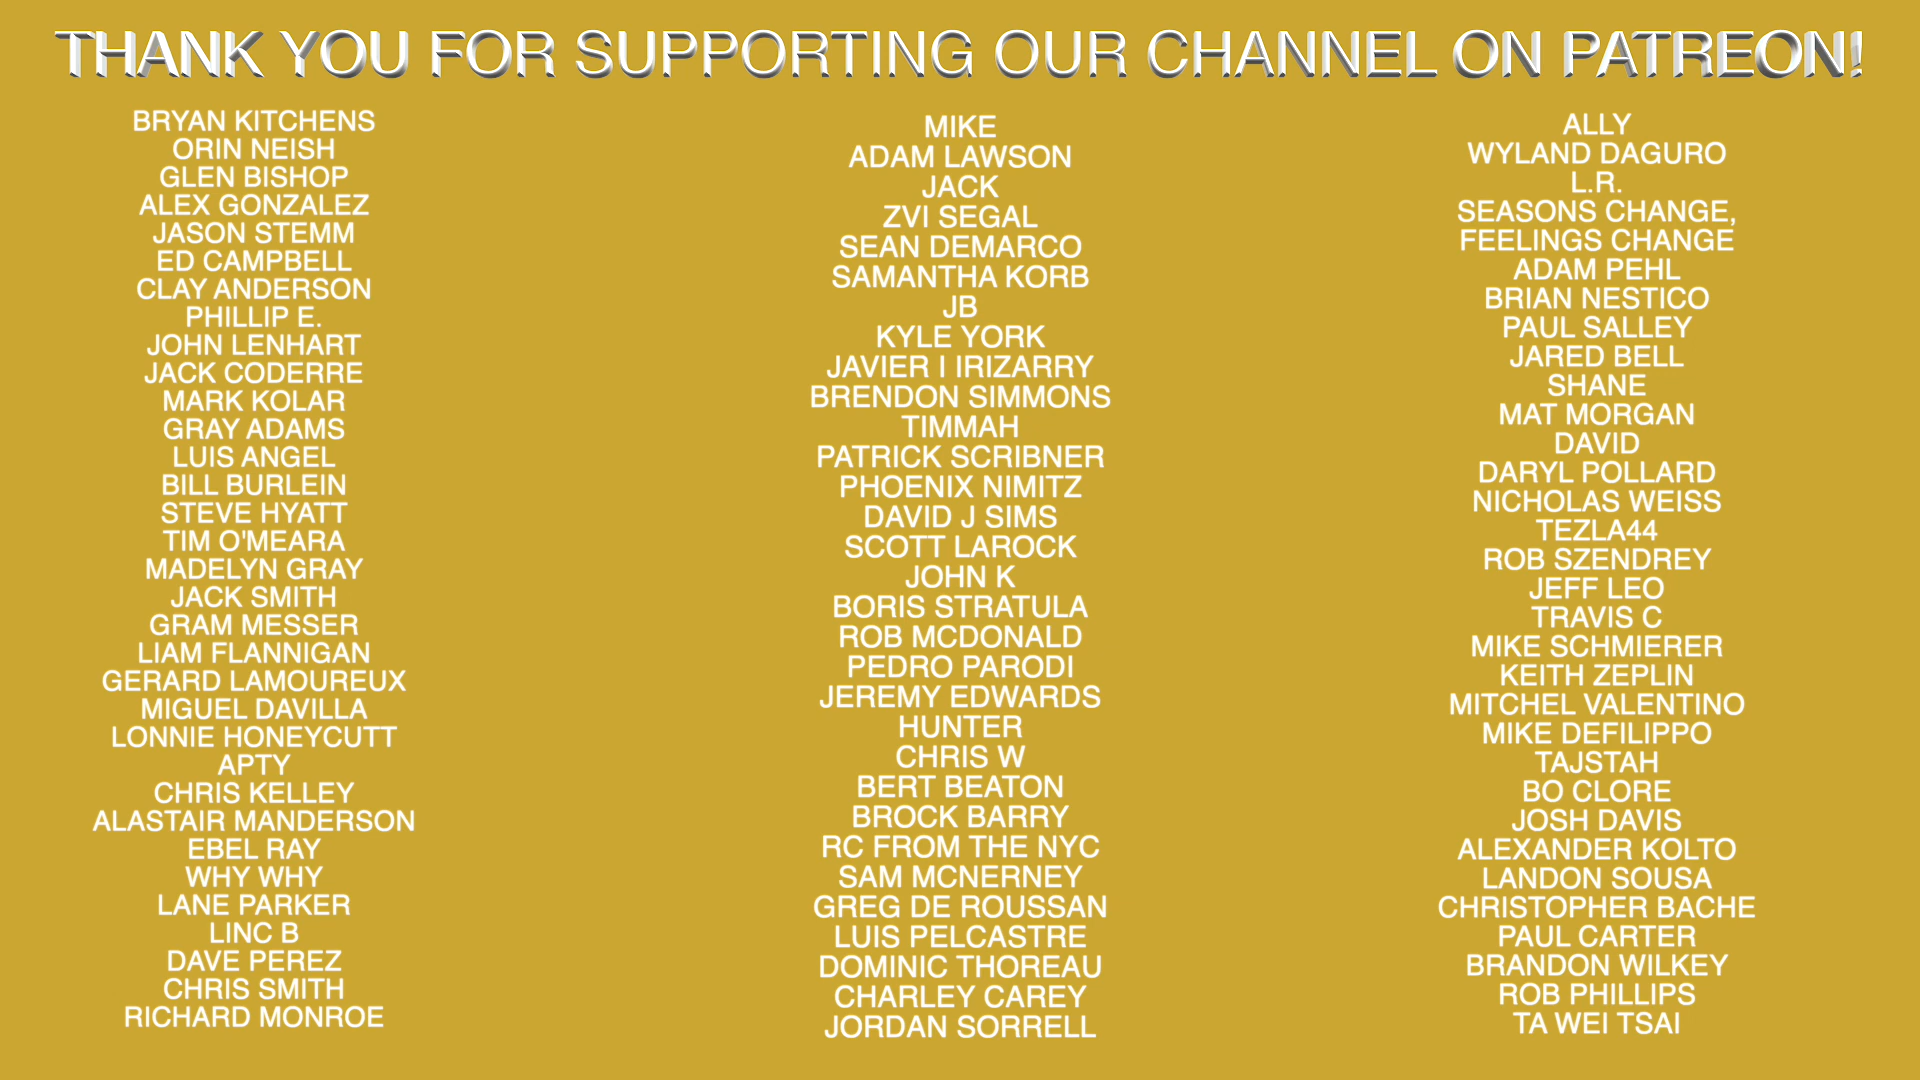 THANK YOU FOR SUPPORTING OUR CHANNEL ON PATREON!
BRYAN KITCHENS
ORIN NEISH
GLEN BISHOP
ALEX GONZALEZ
JASON STEMM
ED CAMPBELL
CLAY ANDERSON
PHILLIP E.
JOHN LENHART
JACK CODERRE
MARK KOLAR
GRAY ADAMS
LUIS ANGEL
BILL BURLEIN
STEVE HYATT
TIM O'MEARA
MADELYN GRAY
JACK SMITH
GRAM MESSER
LIAM FLANNIGAN
GERARD LAMOUREUX
MIGUEL DAVILLA
LONNIE HONEYCUTT
APTY
CHRIS KELLEY
ALASTAIR MANDERSON
EBEL RAY
WHY WHY
LANE PARKER
LINC B
DAVE PEREZ
CHRIS SMITH
RICHARD MONROE
MIKE
ADAM LAWSON
JACK
ZVI SEGAL
SEAN DEMARCO
SAMANTHA KORB
JB
KYLE YORK
JAVIER I IRIZARRY
BRENDON SIMMONS
TIMMAH
PATRICK SCRIBNER
PHOENIX NIMITZ
DAVID J SIMS
SCOTT LAROCK
JOHN K
BORIS STRATULA
ROB MCDONALD
PEDRO PARODI
JEREMY EDWARDS
HUNTER
CHRIS W
BERT BEATON
BROCK BARRY
RC FROM THE NYC
SAM MCNERNEY
GREG DE ROUSSAN
LUIS PELCASTRE
DOMINIC THOREAU
CHARLEY CAREY
JORDAN SORRELL
ALLY
WYLAND DAGURO
L.R.
SEASONS CHANGE,
FEELINGS CHANGE
ADAM PEHL
BRIAN NESTICO
PAUL SALLEY
JARED BELL
SHANE
MAT MORGAN
DAVID
DARYL POLLARD
NICHOLAS WEISS
TEZLA44
ROB SZENDREY
JEFF LEO
TRAVIS C
MIKE SCHMIERER
KEITH ZEPLIN
MITCHEL VALENTINO
MIKE DEFILIPPO
TAJSTAH
BO CLORE
JOSH DAVIS
ALEXANDER KOLTO
LANDON SOUSA
CHRISTOPHER BACHE
PAUL CARTER
BRANDON WILKEY
ROB PHILLIPS
TA WEI TSAI